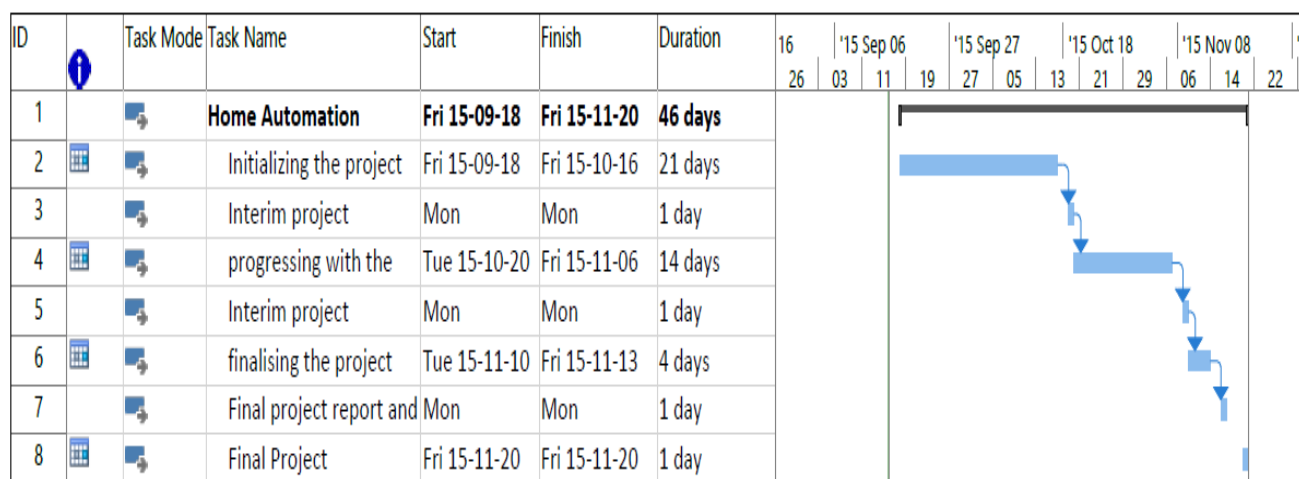 ID Task Mode Task Name Start Finish Duration 16 '15 Sep 06 '15 Sep 27 '15 Oct 18 '15 Nov 08
26 03 11 19 27 05 13 21 29 06 14 22
1 Home Automation Fri 15-09-18 Fri 15-11-20 46 days
2 Initializing the project Fri 15-09-18 Fri 15-10-16 21 days
3 Interim project Mon Mon 1 day
4 progressing with the Tue 15-10-20 Fri 15-11-06 14 days
5 Interim project Mon Mon 1 day
6 finalising the project Tue 15-11-10 Fri 15-11-13 4 days
7 Final project report and Mon Mon 1 day
8 Final Project Fri 15-11-20 Fri 15-11-20 1 day